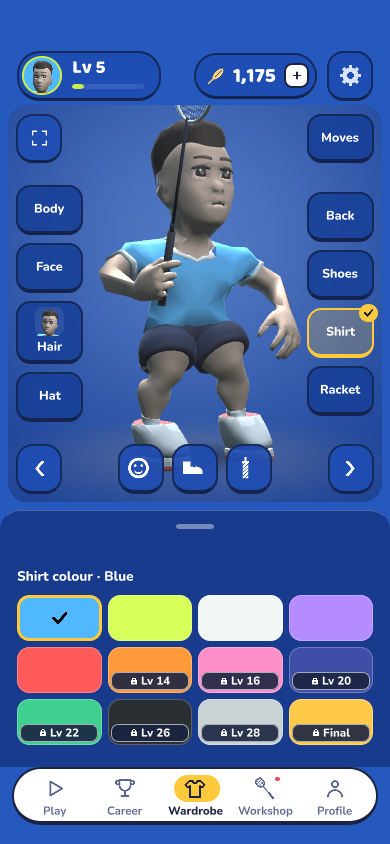 Lv 5
1,175
Moves
Body
Back
Face
Shoes
Hair
Shirt
Hat
Racket
Shirt colour · Blue
Lv 14
Lv 16
Lv 20
Lv 22
Lv 26
Lv 28
Final
Play
Career
Wardrobe
Workshop
Profile